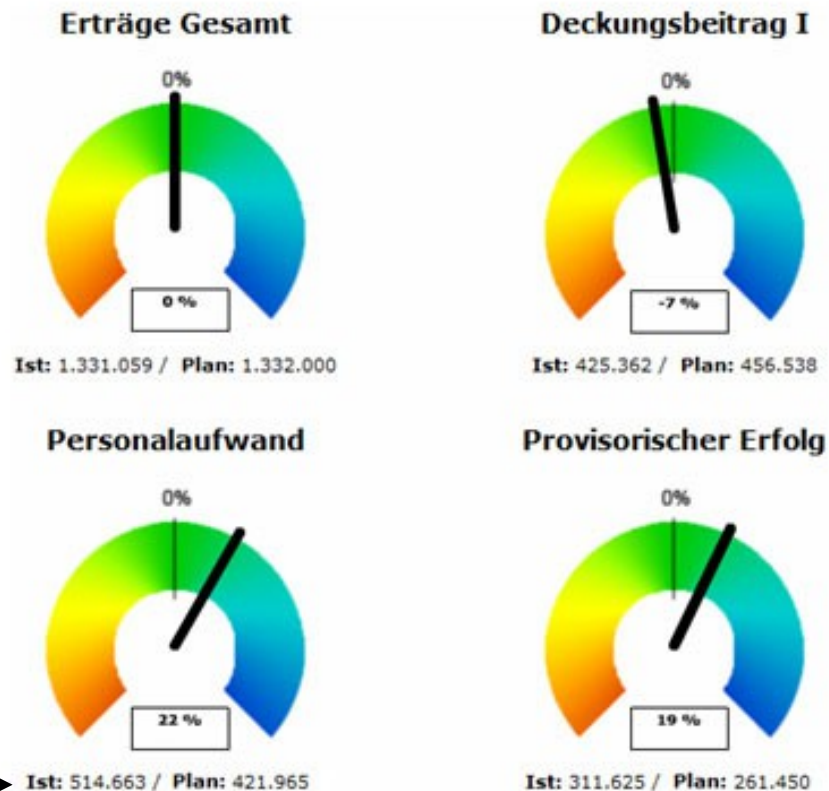 Erträge Gesamt
0%
0 %
Ist: 1.331.059 / Plan: 1.332.000
Deckungsbeitrag I
0%
-7 %
Ist: 425.362 / Plan: 456.538
Personalaufwand
0%
22 %
Ist: 514.663 / Plan: 421.965
Provisorischer Erfolg
0%
19 %
Ist: 311.625 / Plan: 261.450